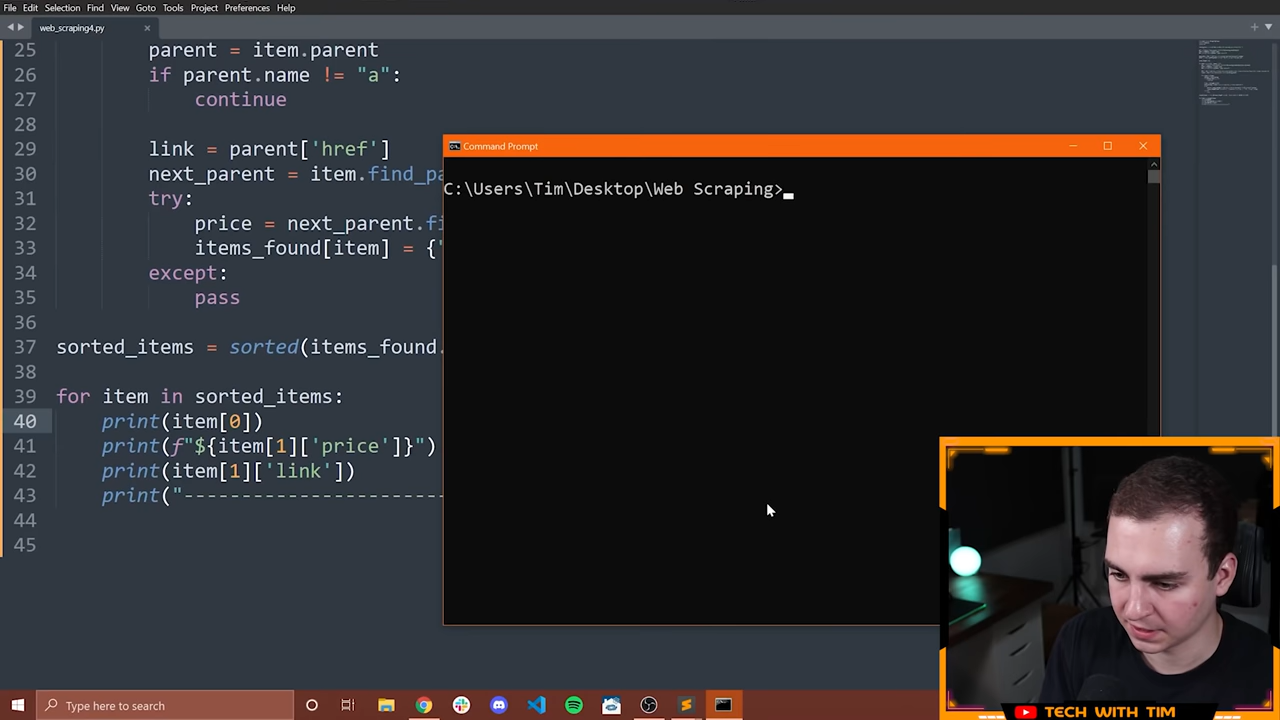 File Edit Selection Find View Goto Tools Project Preferences Help
web_scraping4.py
25 parent = item.parent
26 if parent.name != "a":
27 continue
28
29 link = parent['href']
30 next_parent = item.find_pa
31 try:
32 price = next_parent.fi
33 items_found[item] = {"
34 except:
35 pass
36
37 sorted_items = sorted(items_found.
38
39 for item in sorted_items:
40 print(item[0])
41 print(f"${item[1]['price']}")
42 print(item[1]['link'])
43 print("-----------------------
44
45
Command Prompt
C:\Users\Tim\Desktop\Web Scraping>
Type here to search
TECH WITH TIM